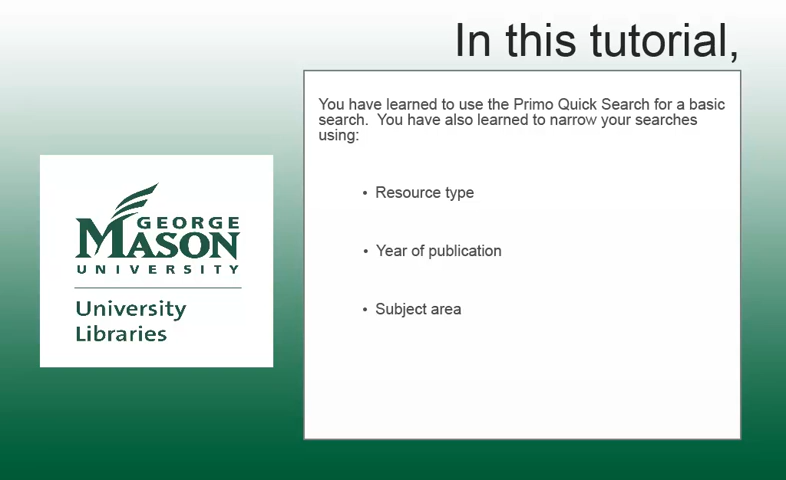 In this tutorial,
You have learned to use the Primo Quick Search for a basic
search.  You have also learned to narrow your searches
using:
• Resource type
• Year of publication
• Subject area
GEORGE
MASON
UNIVERSITY
University
Libraries